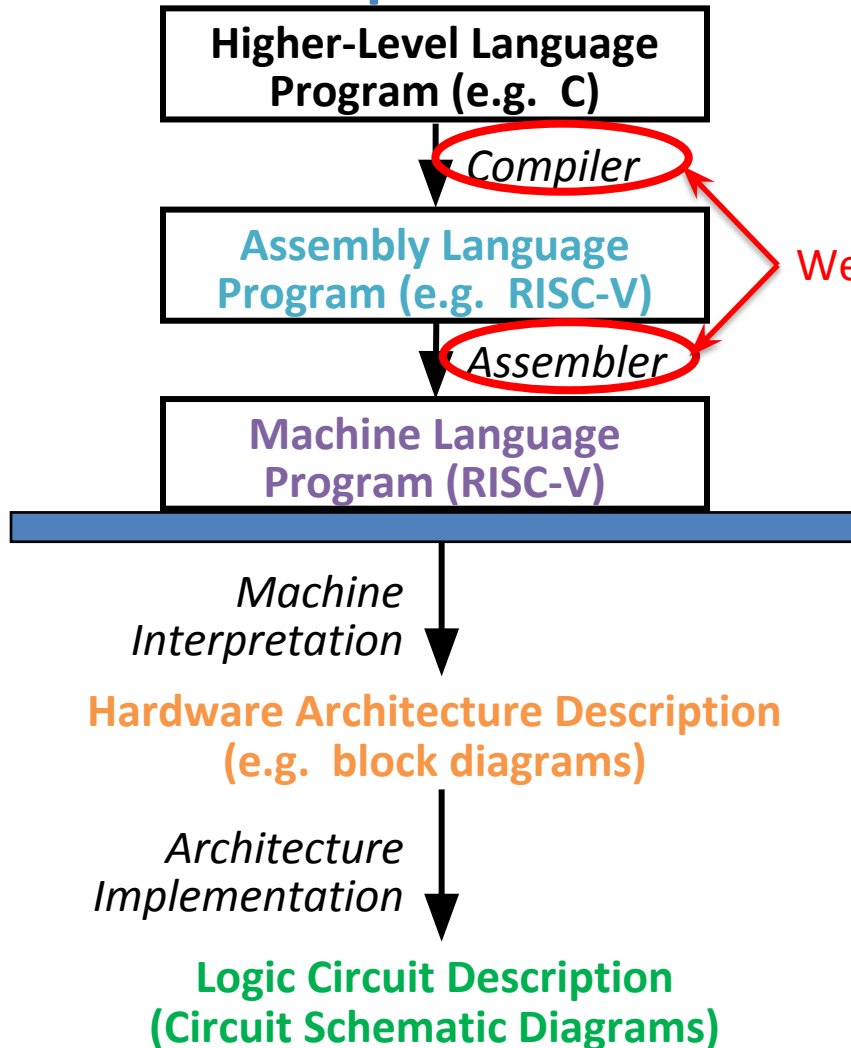 Higher-Level Language
Program (e.g. C)
Compiler
Assembly Language
Program (e.g. RISC-V)
We
Assembler
Machine Language
Program (RISC-V)
Machine
Interpretation
Hardware Architecture Description
(e.g. block diagrams)
Architecture
Implementation
Logic Circuit Description
(Circuit Schematic Diagrams)